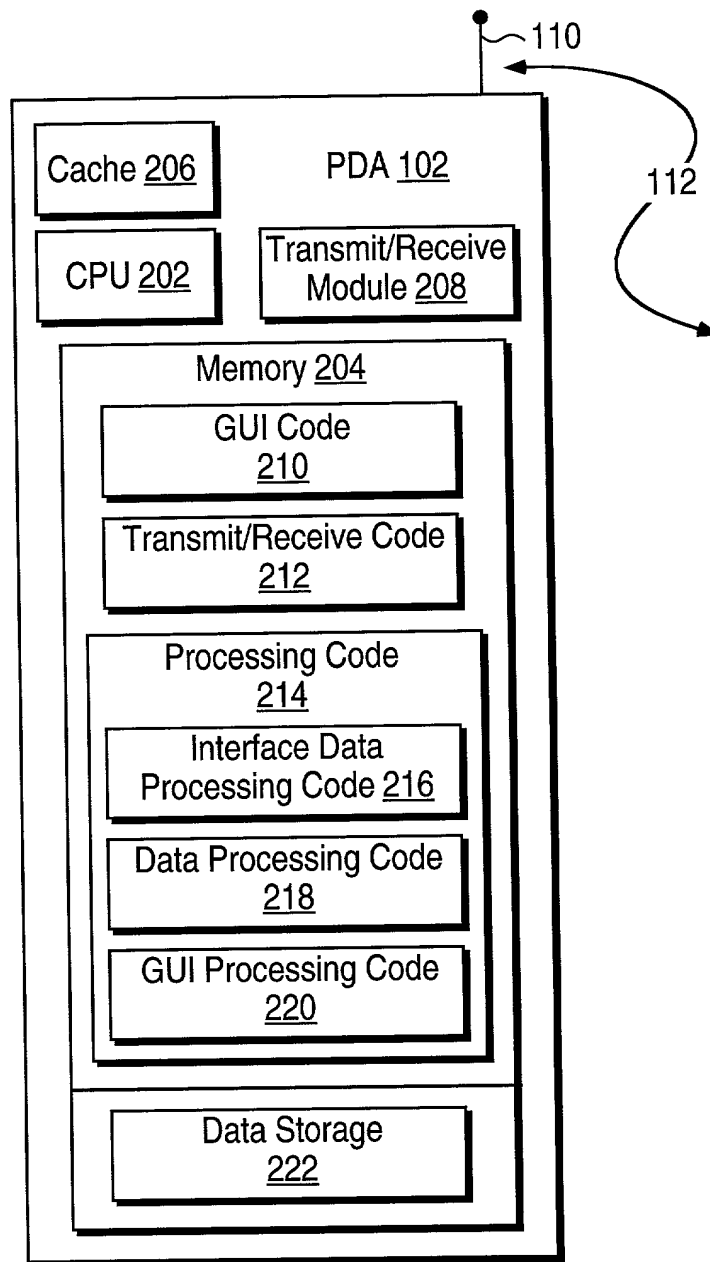 110
Cache 206
PDA 102
112
CPU 202
Transmit/Receive
Module 208
Memory 204
GUI Code
210
Transmit/Receive Code
212
Processing Code
214
Interface Data
Processing Code 216
Data Processing Code
218
GUI Processing Code
220
Data Storage
222